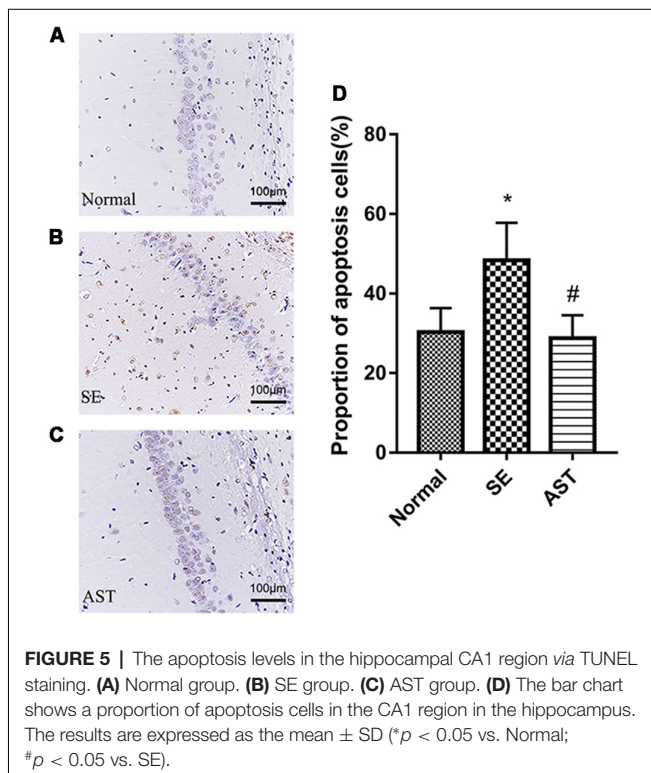 A
Normal
100µm
B
SE
100µm
C
AST
100µm
D
Proportion of apoptosis cells(%)
80
60
40
20
0
*
#
Normal
SE
AST
FIGURE 5 | The apoptosis levels in the hippocampal CA1 region via TUNEL
staining. (A) Normal group. (B) SE group. (C) AST group. (D) The bar chart
shows a proportion of apoptosis cells in the CA1 region in the hippocampus.
The results are expressed as the mean ± SD (*p < 0.05 vs. Normal;
#p < 0.05 vs. SE).